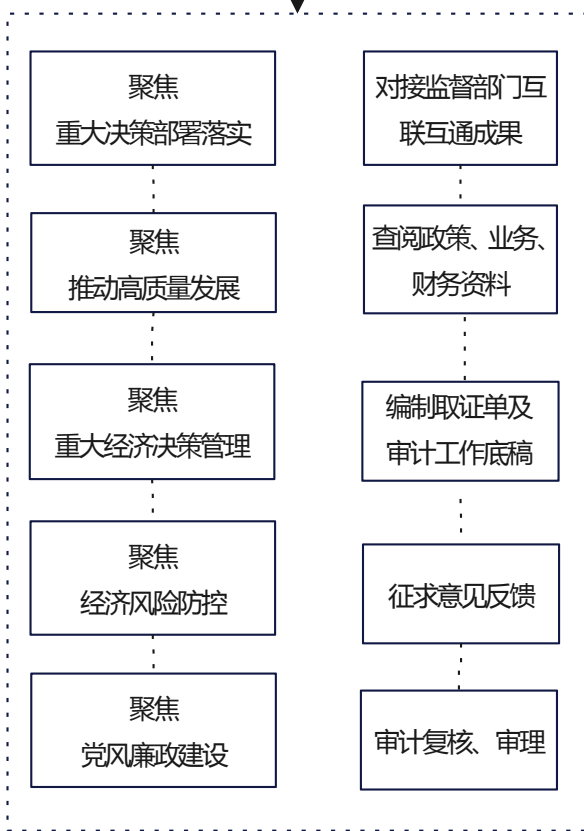 聚焦
重大决策部署落实
聚焦
推动高质量发展
聚焦
重大经济决策管理
聚焦
经济风险防控
聚焦
党风廉政建设
对接监督部门互
联互通成果
查阅政策、业务、
财务资料
编制取证单及
审计工作底稿
征求意见反馈
审计复核、审理